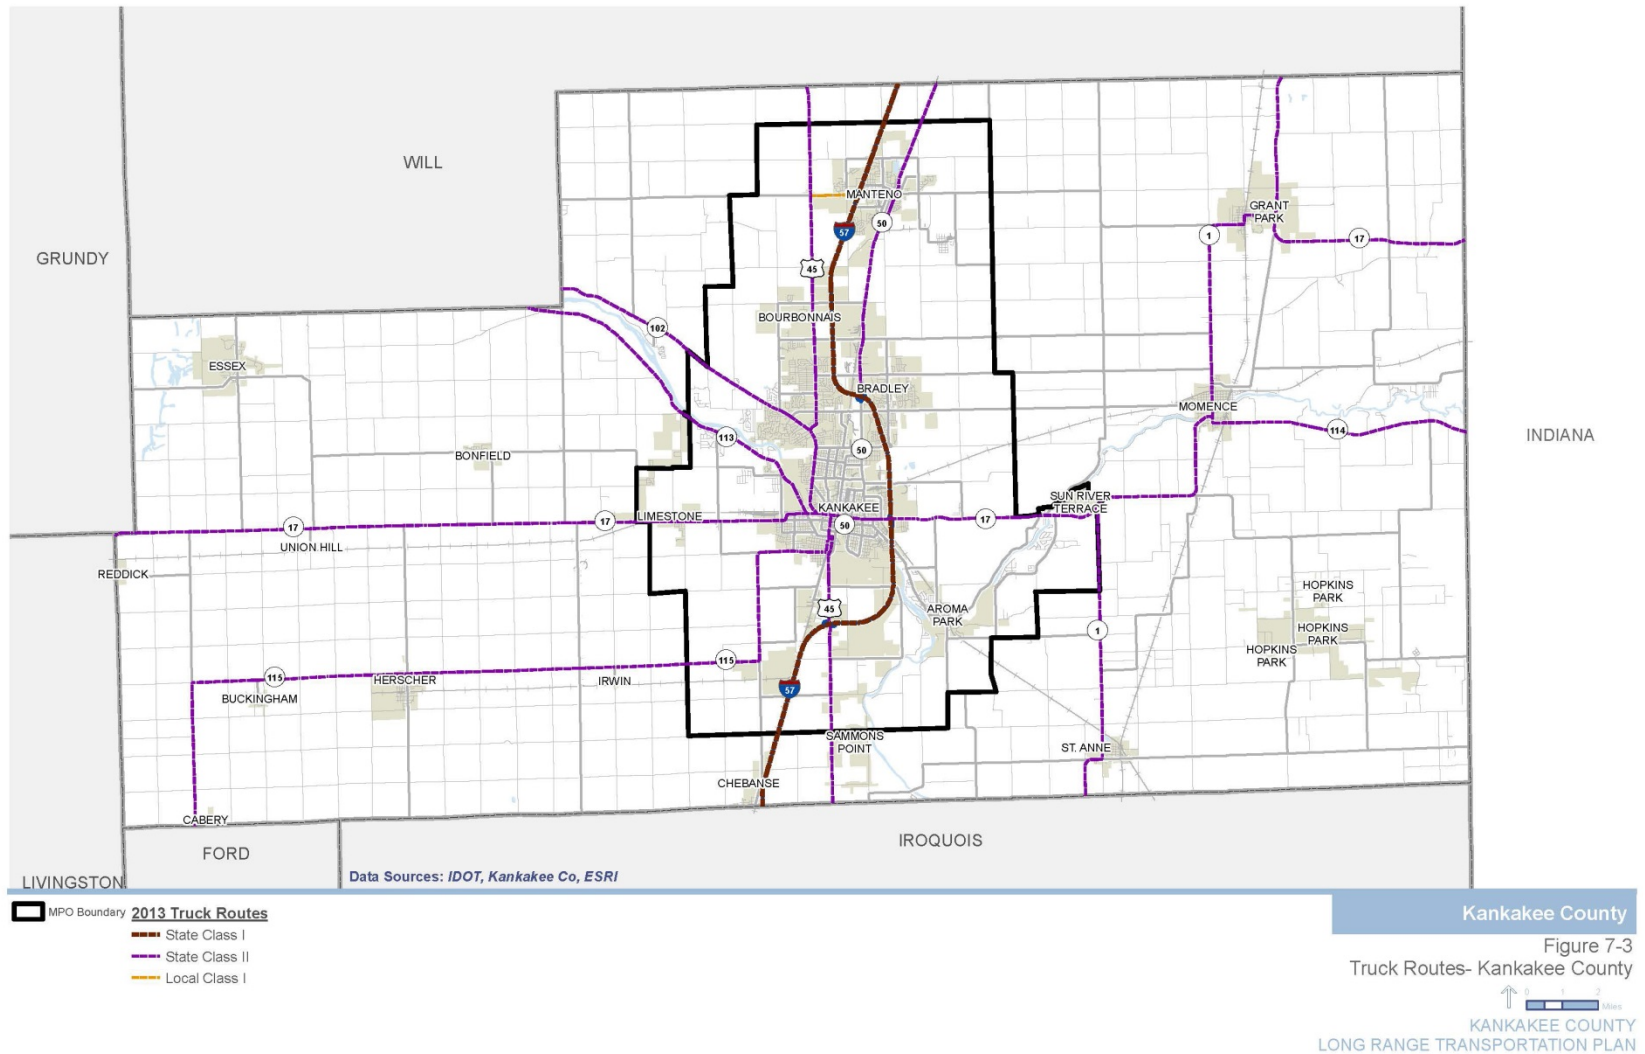 WILL
MANTENO
GRANT
PARK
50
1
17
57
GRUNDY
45
BOURBONNAIS
102
ESSEX
BRADLEY
MOMENCE
114
INDIANA
113
50
BONFIELD
SUN RIVER
TERRACE
KANKAKEE
LIMESTONE
17
17
50
17
UNION HILL
REDDICK
HOPKINS
PARK
45
AROMA
PARK
HOPKINS
PARK
1
HOPKINS
PARK
115
115
HERSCHER
IRWIN
57
BUCKINGHAM
SAMMONS
POINT
ST. ANNE
CHEBANSE
CABERY
FORD
IROQUOIS
LIVINGSTON
Data Sources: IDOT, Kankakee Co, ESRI
MPO Boundary
2013 Truck Routes
State Class I
State Class II
Local Class I
Kankakee County
Figure 7-3
Truck Routes- Kankakee County
0 1 2
Miles
KANKAKEE COUNTY
LONG RANGE TRANSPORTATION PLAN